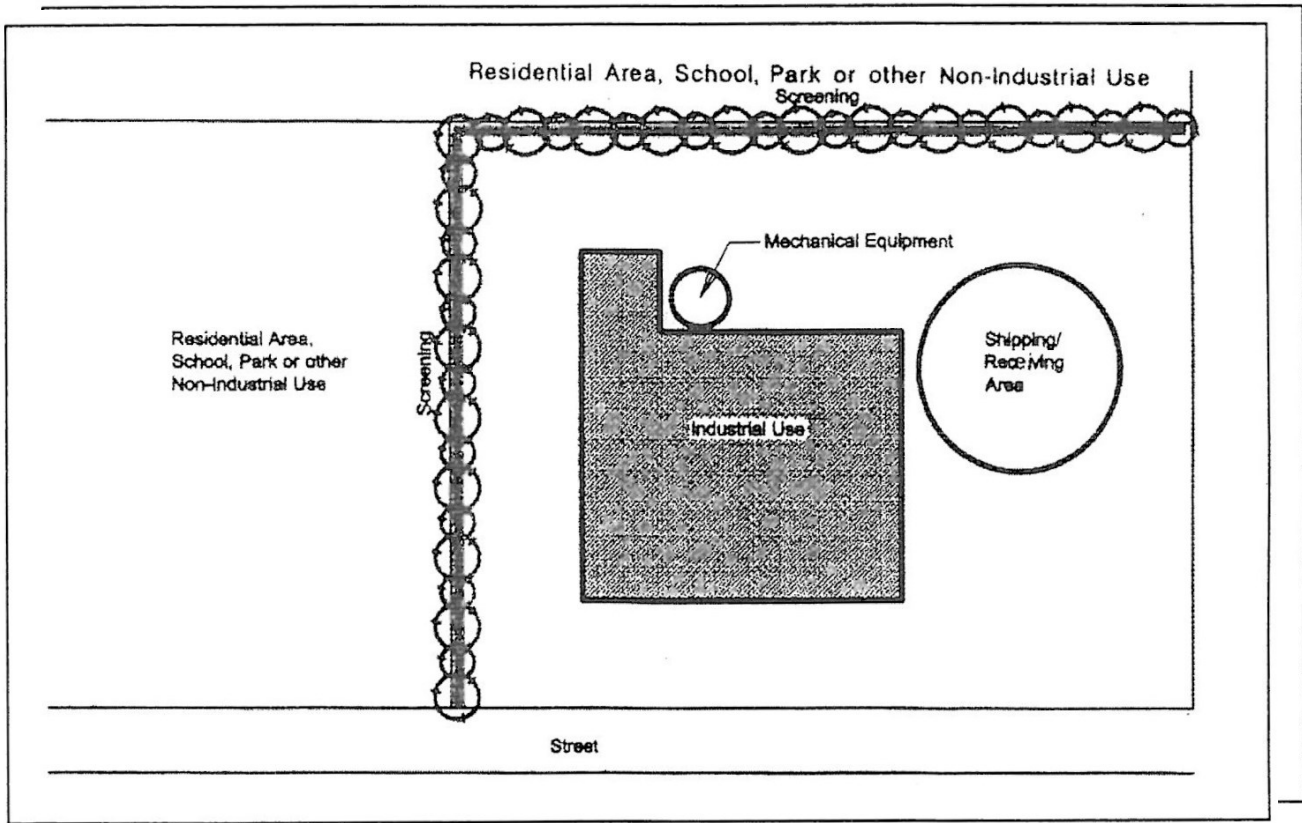 Residential Area, School, Park or other Non-Industrial Use
Screening
Mechanical Equipment
Residential Area,
School, Park or other
Non-Industrial Use
Screening
Shipping/
Receiving
Area
Industrial Use
Street